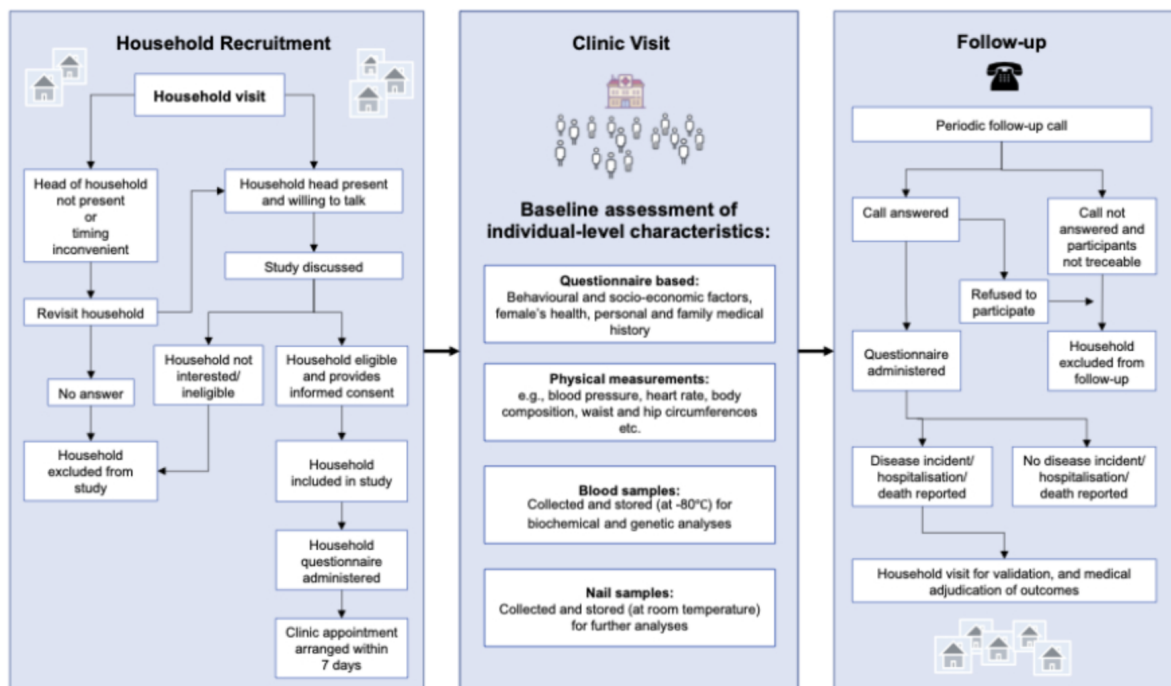 Household Recruitment
Household visit
Head of household
not present
or
timing
inconvenient
Household head present
and willing to talk
Study discussed
Revisit household
Household not
interested/
ineligible
Household eligible
and provides
informed consent
No answer
Household
excluded from
study
Household
included in study
Household
questionnaire
administered
Clinic appointment
arranged within
7 days
Clinic Visit
Baseline assessment of
individual-level characteristics:
Questionnaire based:
Behavioural and socio-economic factors,
female's health, personal and family medical
history
Physical measurements:
e.g., blood pressure, heart rate, body
composition, waist and hip circumferences
etc.
Blood samples:
Collected and stored (at -80℃) for
biochemical and genetic analyses
Nail samples:
Collected and stored (at room temperature)
for further analyses
Follow-up
Periodic follow-up call
Call answered
Call not
answered and
participants
not treceable
Refused to
participate
Questionnaire
administered
Household
excluded from
follow-up
Disease incident/
hospitalisation/
death reported
No disease incident/
hospitalisation/
death reported
Household visit for validation, and medical
adjudication of outcomes